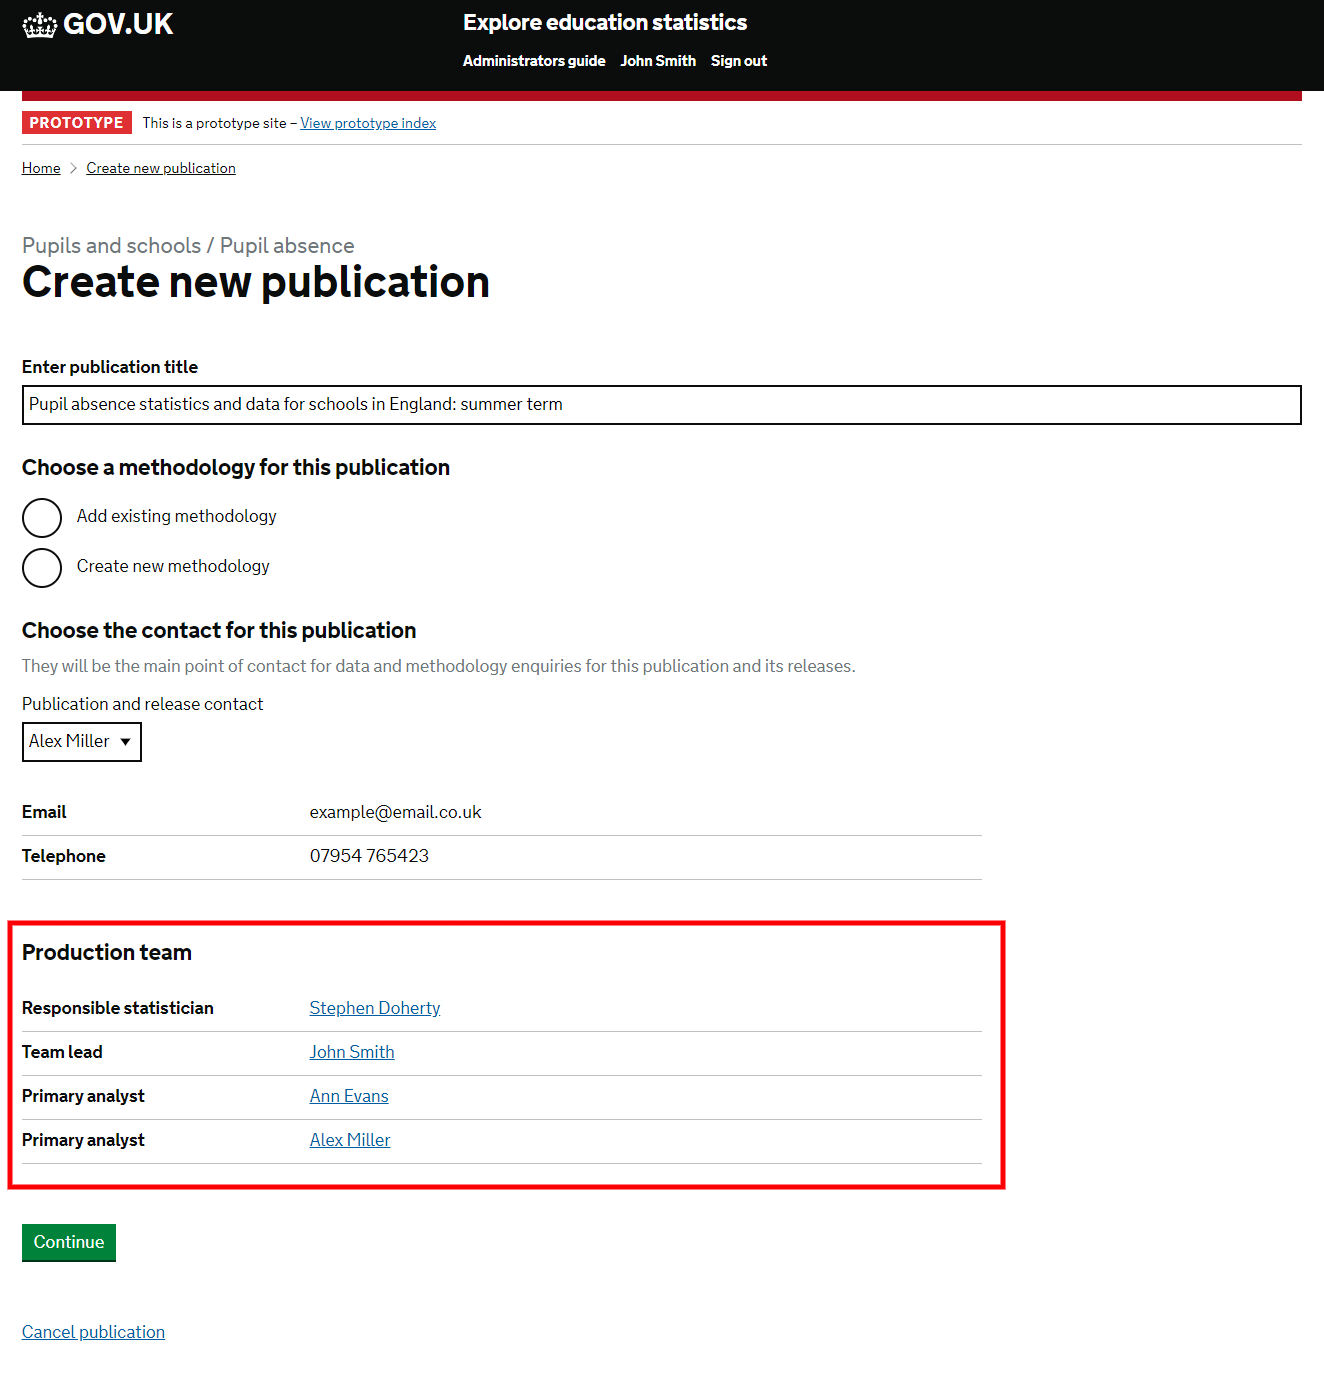 GOV.UK
Explore education statistics
Administrators guide John Smith Sign out
PROTOTYPE This is a prototype site – View prototype index
Home Create new publication
Pupils and schools / Pupil absence
Create new publication
Enter publication title
Pupil absence statistics and data for schools in England: summer term
Choose a methodology for this publication
Add existing methodology
Create new methodology
Choose the contact for this publication
They will be the main point of contact for data and methodology enquiries for this publication and its releases.
Publication and release contact
Alex Miller
Email example@email.co.uk
Telephone 07954 765423
Production team
Responsible statistician Stephen Doherty
Team lead John Smith
Primary analyst Ann Evans
Primary analyst Alex Miller
Continue
Cancel publication